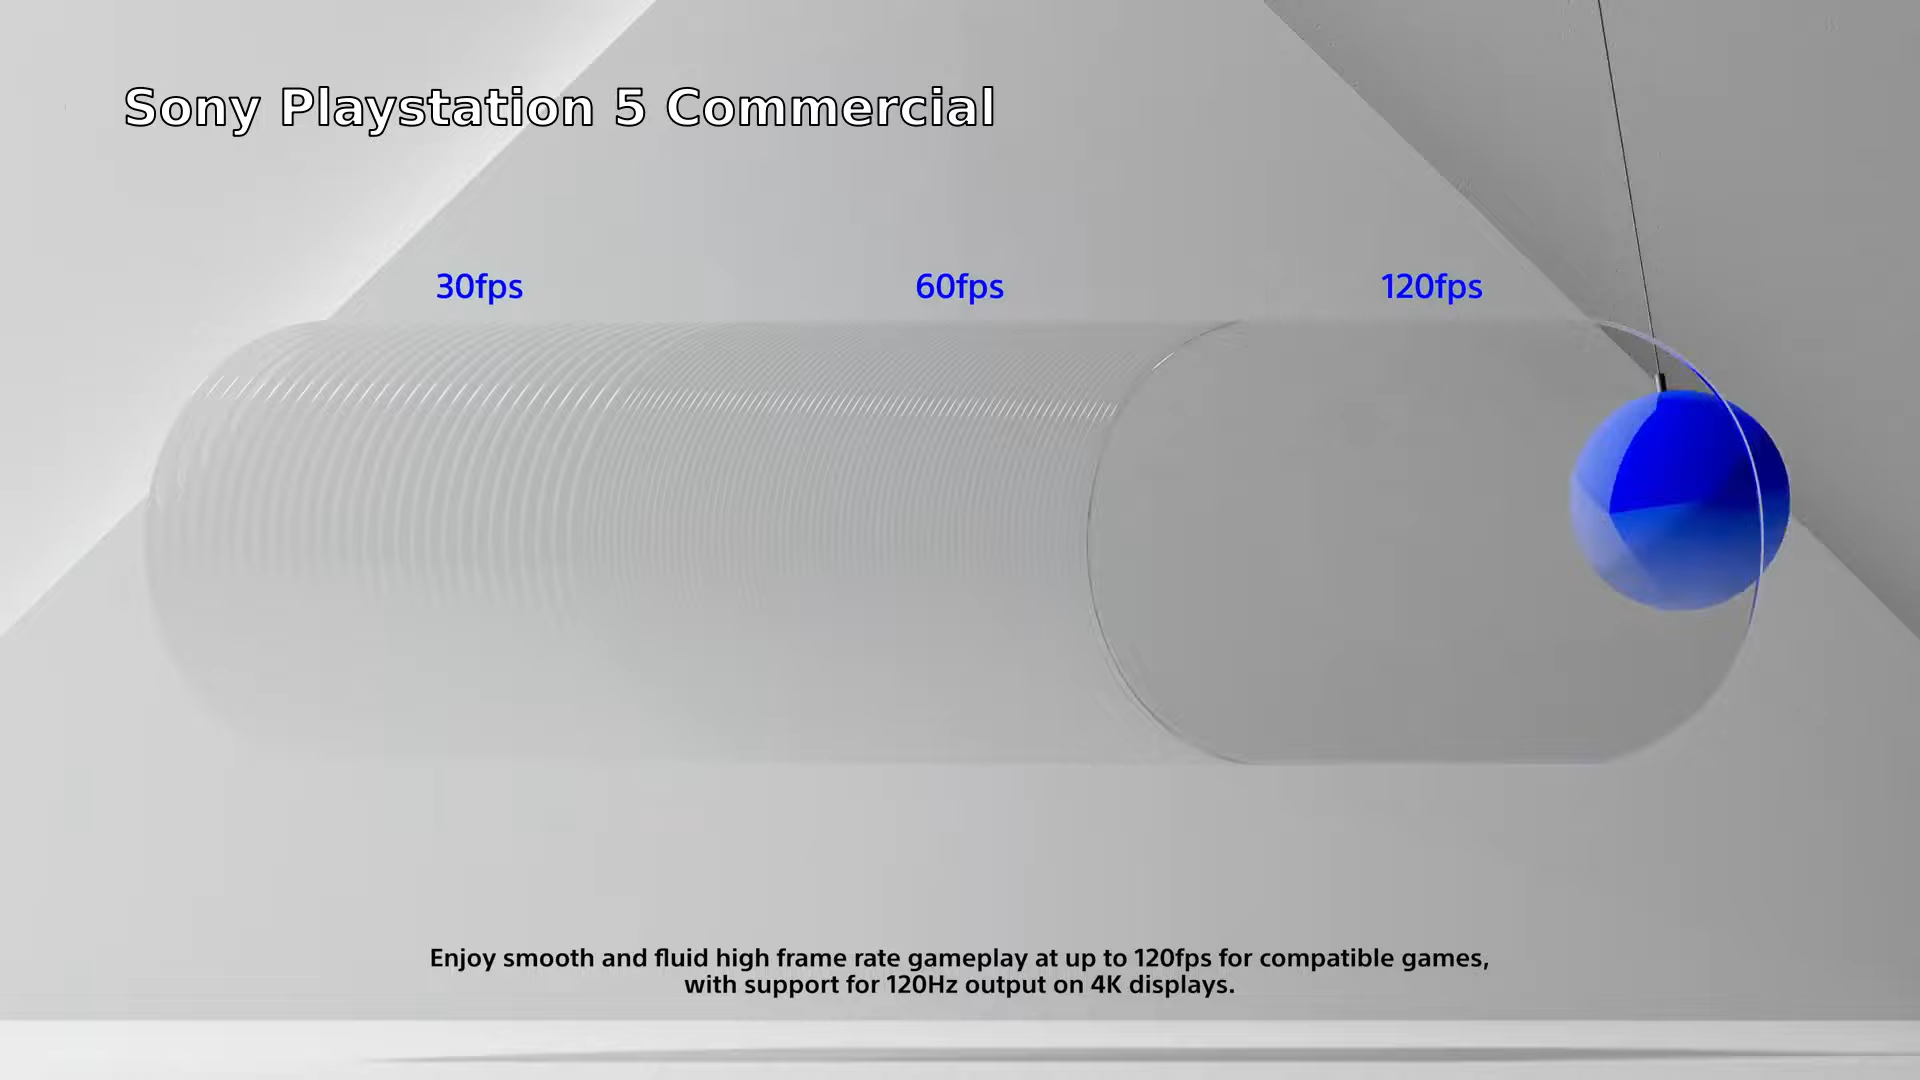 Sony Playstation 5 Commercial
30fps
60fps
120fps
Enjoy smooth and fluid high frame rate gameplay at up to 120fps for compatible games,
with support for 120Hz output on 4K displays.